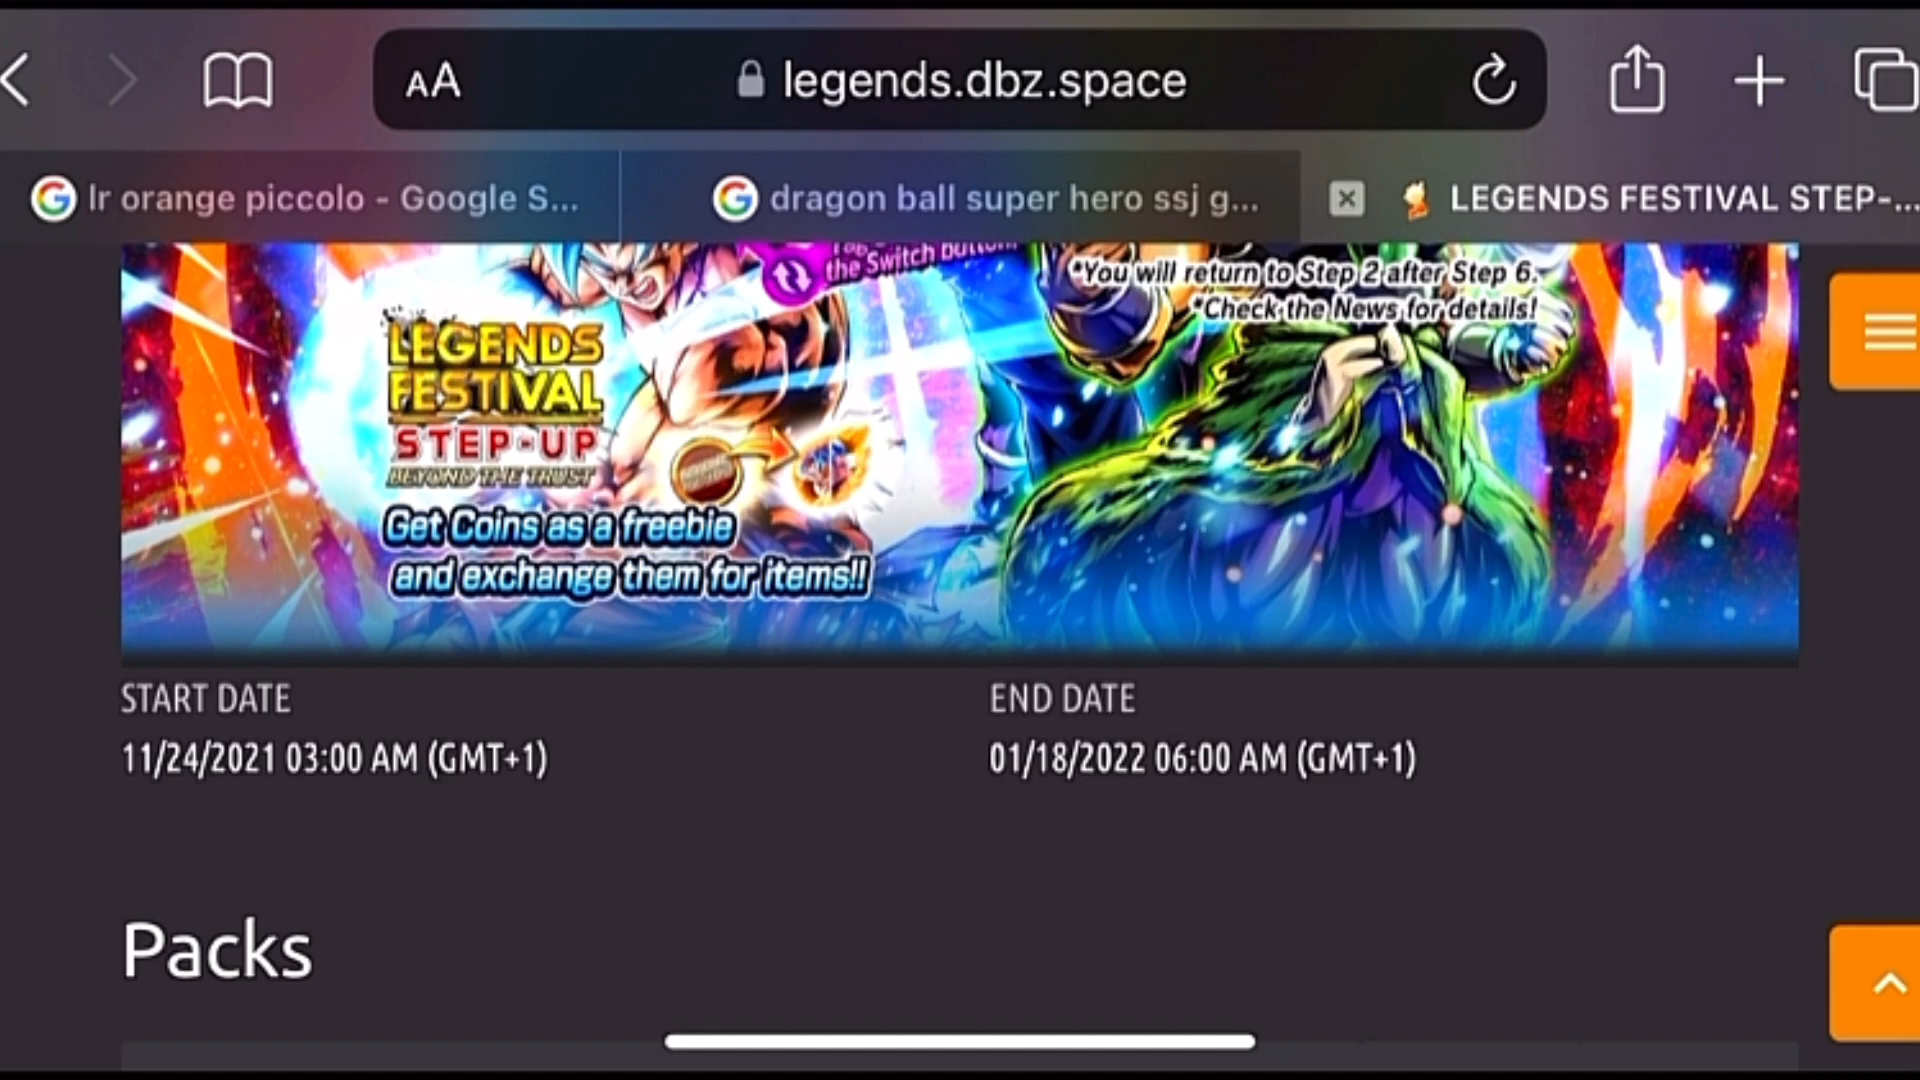 AA legends.dbz.space
lr orange piccolo - Google S...
dragon ball super hero ssj g...
LEGENDS FESTIVAL STEP-...
the Switch button
*You will return to Step 2 after Step 6.
*Check the News for details!
LEGENDS
FESTIVAL
STEP-UP
BEYOND THE TRUST
Get Coins as a freebie
and exchange them for items!!
START DATE
11/24/2021 03:00 AM (GMT+1)
END DATE
01/18/2022 06:00 AM (GMT+1)
Packs